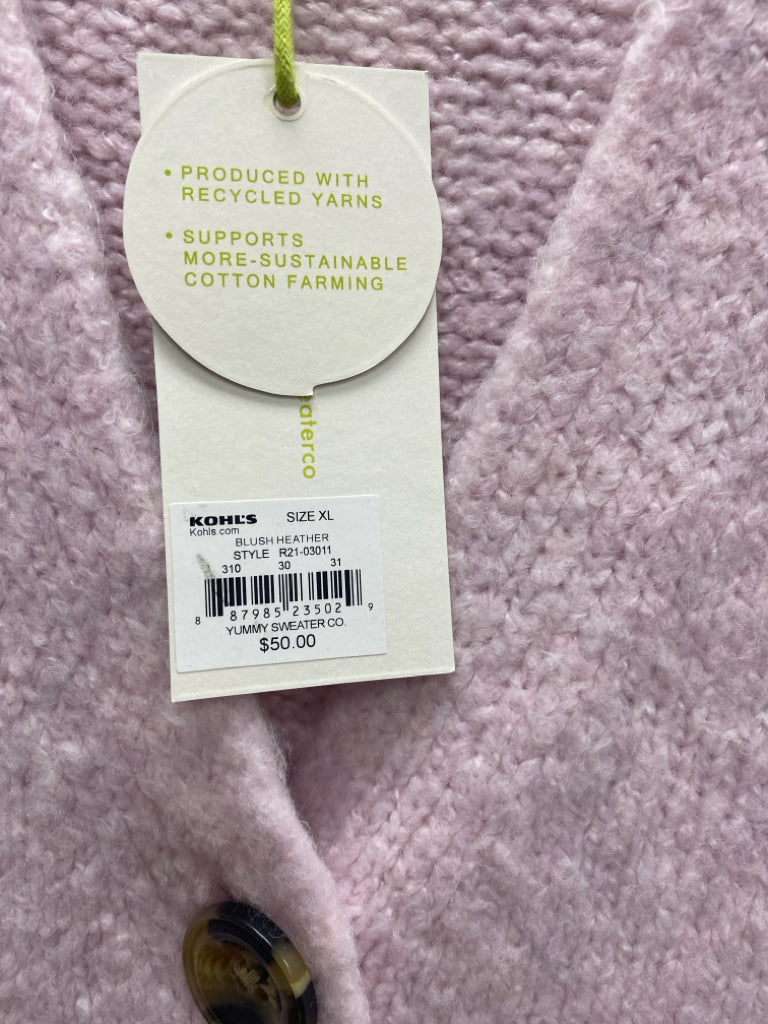 • PRODUCED WITH
RECYCLED YARNS
• SUPPORTS
MORE-SUSTAINABLE
COTTON FARMING
eaterco
KOHL'S SIZE XL
Kohls.com
BLUSH HEATHER
STYLE R21-03011
310 30 31
8 87985 23502 9
YUMMY SWEATER CO.
$50.00